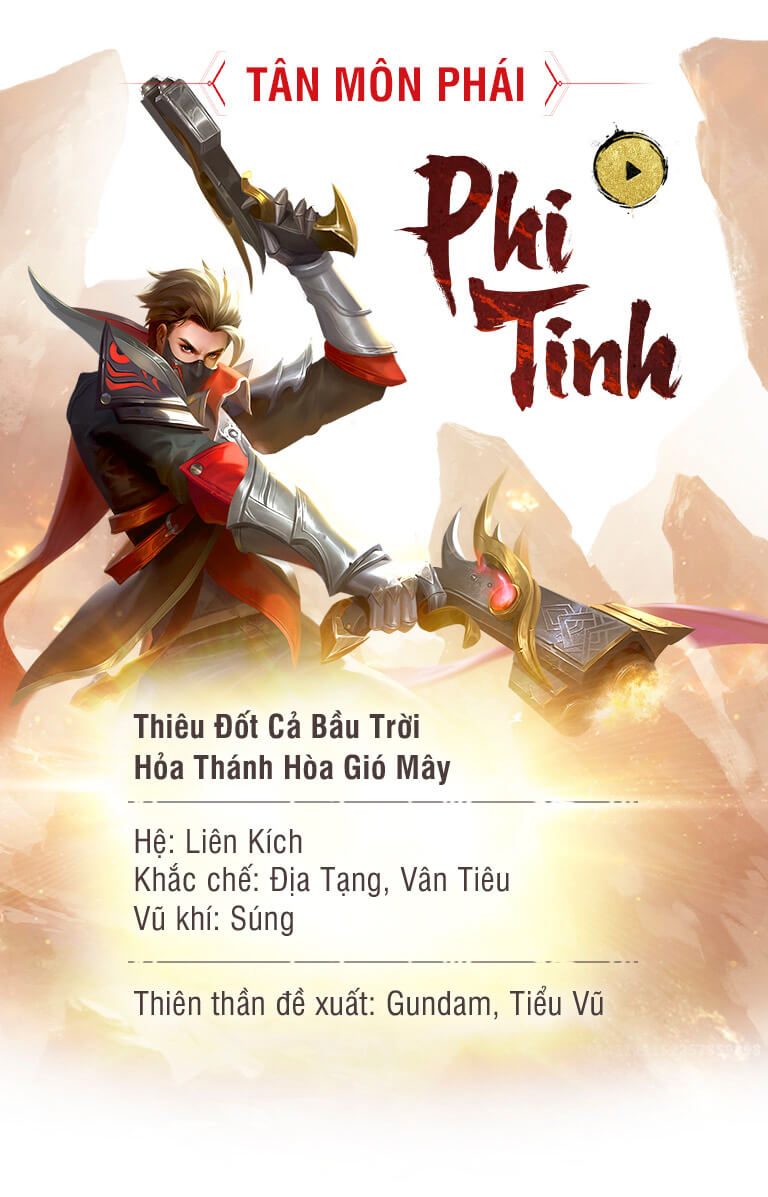 TÂN MÔN PHÁI
Phi
Tinh
Thiêu Đốt Cả Bầu Trời
Hỏa Thánh Hòa Gió Mây
Hệ: Liên Kích
Khắc chế: Địa Tạng, Vân Tiêu
Vũ khí: Súng
Thiên thần đề xuất: Gundam, Tiểu Vũ